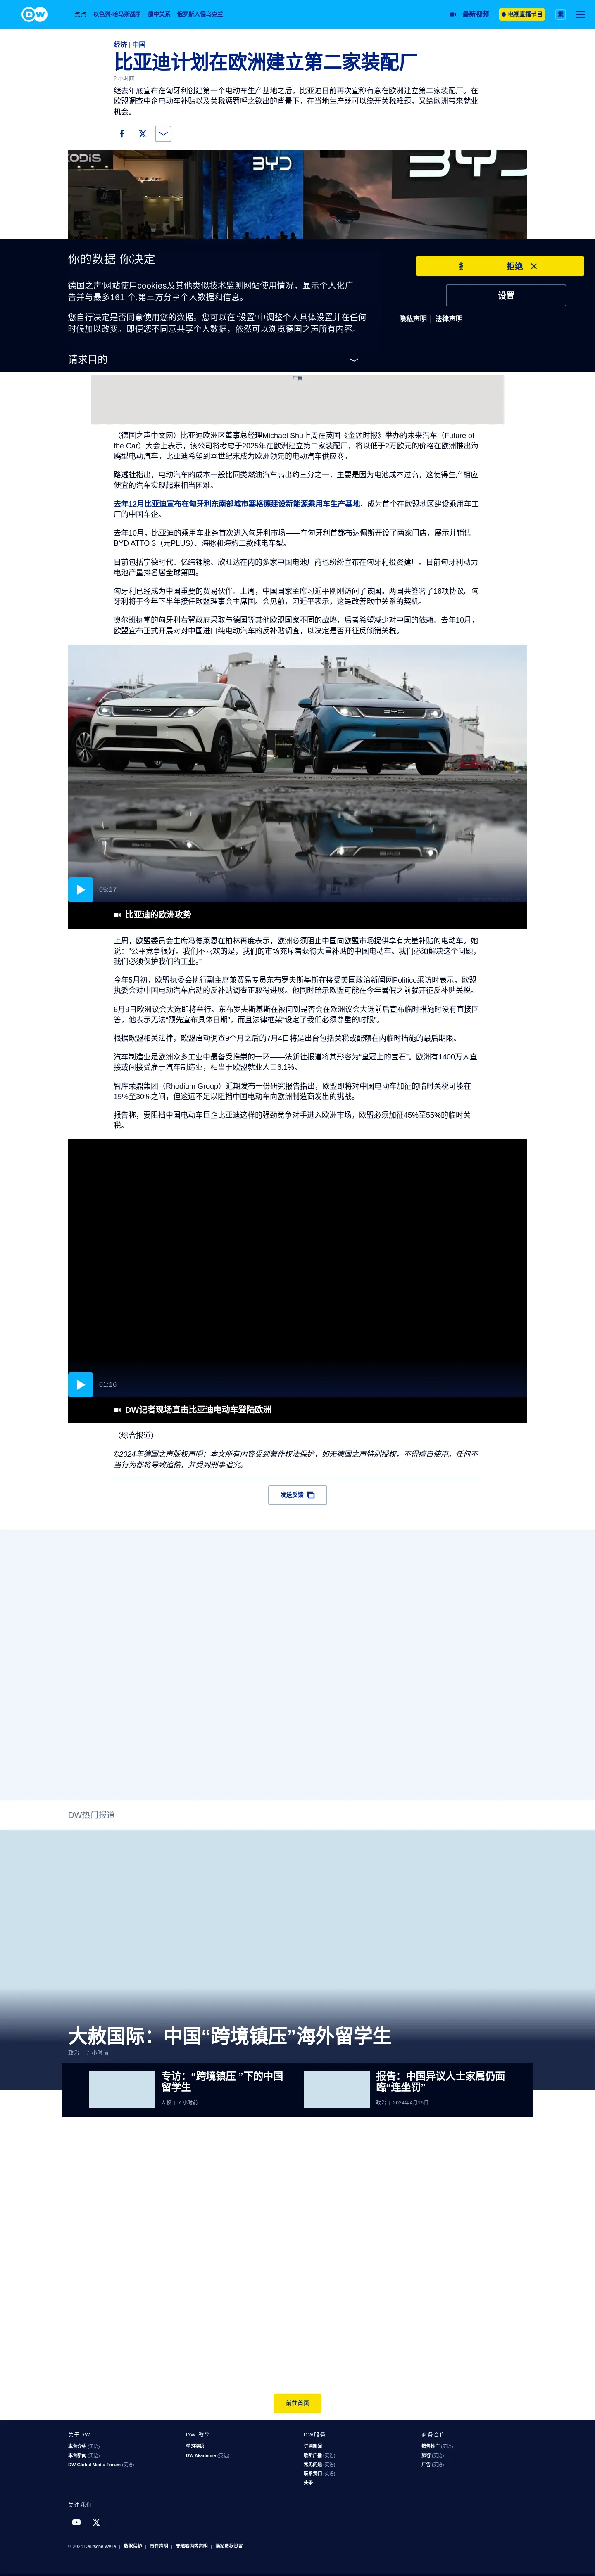 DW
焦点
以色列-哈马斯战争
德中关系
俄罗斯入侵乌克兰
最新视频
电视直播节目
经济 | 中国
比亚迪计划在欧洲建立第二家装配厂
2 小时前
继去年底宣布在匈牙利创建第一个电动车生产基地之后，比亚迪日前再次宣称有意在欧洲建立第二家装配厂。在
欧盟调查中企电动车补贴以及关税惩罚呼之欲出的背景下，在当地生产既可以绕开关税难题，又给欧洲带来就业
机会。
BYD
BYD
你的数据 你决定
德国之声'网站使用cookies及其他类似技术监测网站使用情况，显示个人化广
告并与最多161 个;第三方分享个人数据和信息。
您自行决定是否同意使用您的数据。您可以在“设置”中调整个人具体设置并在任何
时候加以改变。即便您不同意共享个人数据，依然可以浏览德国之声所有内容。
请求目的
拒绝
设置
隐私声明 | 法律声明
广告
（德国之声中文网）比亚迪欧洲区董事总经理Michael Shu上周在英国《金融时报》举办的未来汽车（Future of
the Car）大会上表示，该公司将考虑于2025年在欧洲建立第二家装配厂，将以低于2万欧元的价格在欧洲推出海
鸥型电动汽车。比亚迪希望到本世纪末成为欧洲领先的电动汽车供应商。
路透社指出，电动汽车的成本一般比同类燃油汽车高出约三分之一，主要是因为电池成本过高，这使得生产相应
便宜的汽车实现起来相当困难。
去年12月比亚迪宣布在匈牙利东南部城市塞格德建设新能源乘用车生产基地，成为首个在欧盟地区建设乘用车工
厂的中国车企。
去年10月，比亚迪的乘用车业务首次进入匈牙利市场——在匈牙利首都布达佩斯开设了两家门店，展示并销售
BYD ATTO 3（元PLUS）、海豚和海豹三款纯电车型。
目前包括宁德时代、亿纬锂能、欣旺达在内的多家中国电池厂商也纷纷宣布在匈牙利投资建厂。目前匈牙利动力
电池产量排名居全球第四。
匈牙利已经成为中国重要的贸易伙伴。上周，中国国家主席习近平刚刚访问了该国。两国共签署了18项协议。匈
牙利将于今年下半年接任欧盟理事会主席国。会见前，习近平表示，这是改善欧中关系的契机。
奥尔班执掌的匈牙利右翼政府采取与德国等其他欧盟国家不同的战略，后者希望减少对中国的依赖。去年10月，
欧盟宣布正式开展对对中国进口纯电动汽车的反补贴调查，以决定是否开征反倾销关税。
05:17
比亚迪的欧洲攻势
上周，欧盟委员会主席冯德莱恩在柏林再度表示，欧洲必须阻止中国向欧盟市场提供享有大量补贴的电动车。她
说：“公平竞争很好。我们不喜欢的是，我们的市场充斥着获得大量补贴的中国电动车。我们必须解决这个问题，
我们必须保护我们的工业。”
今年5月初，欧盟执委会执行副主席兼贸易专员东布罗夫斯基斯在接受美国政治新闻网Politico采访时表示，欧盟
执委会对中国电动汽车启动的反补贴调查正取得进展。他同时暗示欧盟可能在今年暑假之前就开征反补贴关税。
6月9日欧洲议会大选即将举行。东布罗夫斯基斯在被问到是否会在欧洲议会大选前后宣布临时措施时没有直接回
答，他表示无法“预先宣布具体日期”，而且法律框架“设定了我们必须尊重的时限”。
根据欧盟相关法律，欧盟启动调查9个月之后的7月4日将是出台包括关税或配额在内临时措施的最后期限。
汽车制造业是欧洲众多工业中最备受推崇的一环——法新社报道将其形容为“皇冠上的宝石”。欧洲有1400万人直
接或间接受雇于汽车制造业，相当于欧盟就业人口6.1%。
智库荣鼎集团（Rhodium Group）近期发布一份研究报告指出，欧盟即将对中国电动车加征的临时关税可能在
15%至30%之间，但这远不足以阻挡中国电动车向欧洲制造商发出的挑战。
报告称，要阻挡中国电动车巨企比亚迪这样的强劲竞争对手进入欧洲市场，欧盟必须加征45%至55%的临时关
税。
01:16
DW记者现场直击比亚迪电动车登陆欧洲
（综合报道）
©2024年德国之声版权声明：本文所有内容受到著作权法保护，如无德国之声特别授权，不得擅自使用。任何不
当行为都将导致追偿，并受到刑事追究。
发送反馈
DW热门报道
大赦国际：中国“跨境镇压”海外留学生
政治 | 7 小时前
专访：“跨境镇压 ”下的中国
留学生
人权 | 7 小时前
报告：中国异议人士家属仍面
臨“连坐罚”
政治 | 2024年4月16日
前往首页
关于DW
本台介绍 (英语)
本台新闻 (英语)
DW Global Media Forum (英语)
DW 教學
学习德语
DW Akademie (英语)
DW服务
订阅新闻
收听广播 (英语)
常见问题 (英语)
联系我们 (英语)
头条
商务合作
销售推广 (英语)
旅行 (英语)
广告 (英语)
关注我们
© 2024 Deutsche Welle | 数据保护 | 责任声明 | 无障碍内容声明 | 隐私数据设置